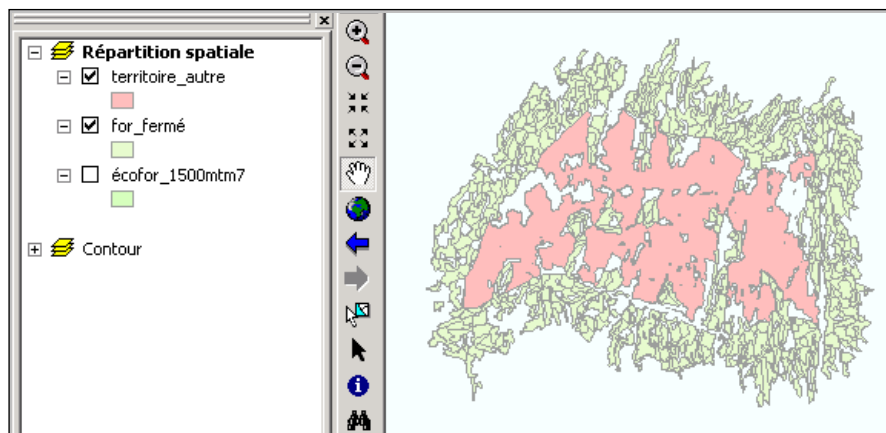 Répartition spatiale
territoire_autre
for_fermé
écofor_1500mtm7
Contour